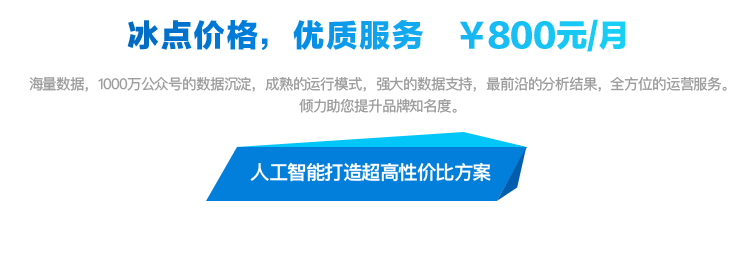 冰点价格，优质服务　￥800元/月
海量数据，1000万公众号的数据沉淀，成熟的运行模式，强大的数据支持，最前沿的分析结果，全方位的运营服务。
倾力助您提升品牌知名度。
人工智能打造超高性价比方案